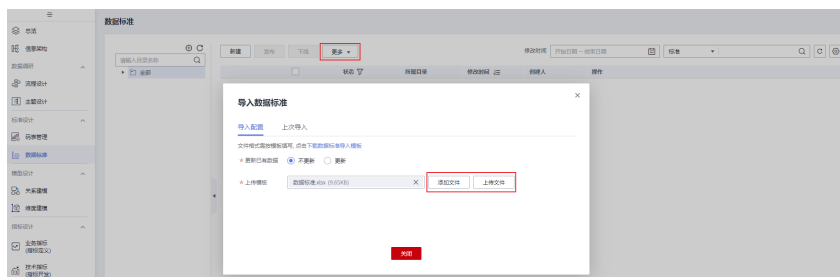 数据标准
总览
信息架构
数据调研
流程设计
主题设计
标准设计
码表管理
数据标准
模型设计
关系建模
维度建模
指标设计
业务指标
(指标定义)
技术指标
(指标开发)
请输入目录名称
全部
新建 发布 下线 更多
修改时间 开始日期 – 结束日期 标准
状态 所属目录 修改时间 创建人 操作
导入数据标准
导入配置 上次导入
文件格式需按模板填写, 点击下载数据标准导入模板
* 更新已有数据 不更新 更新
* 上传模板 数据标准.xlsx (9.65KB) 添加文件 上传文件
关闭